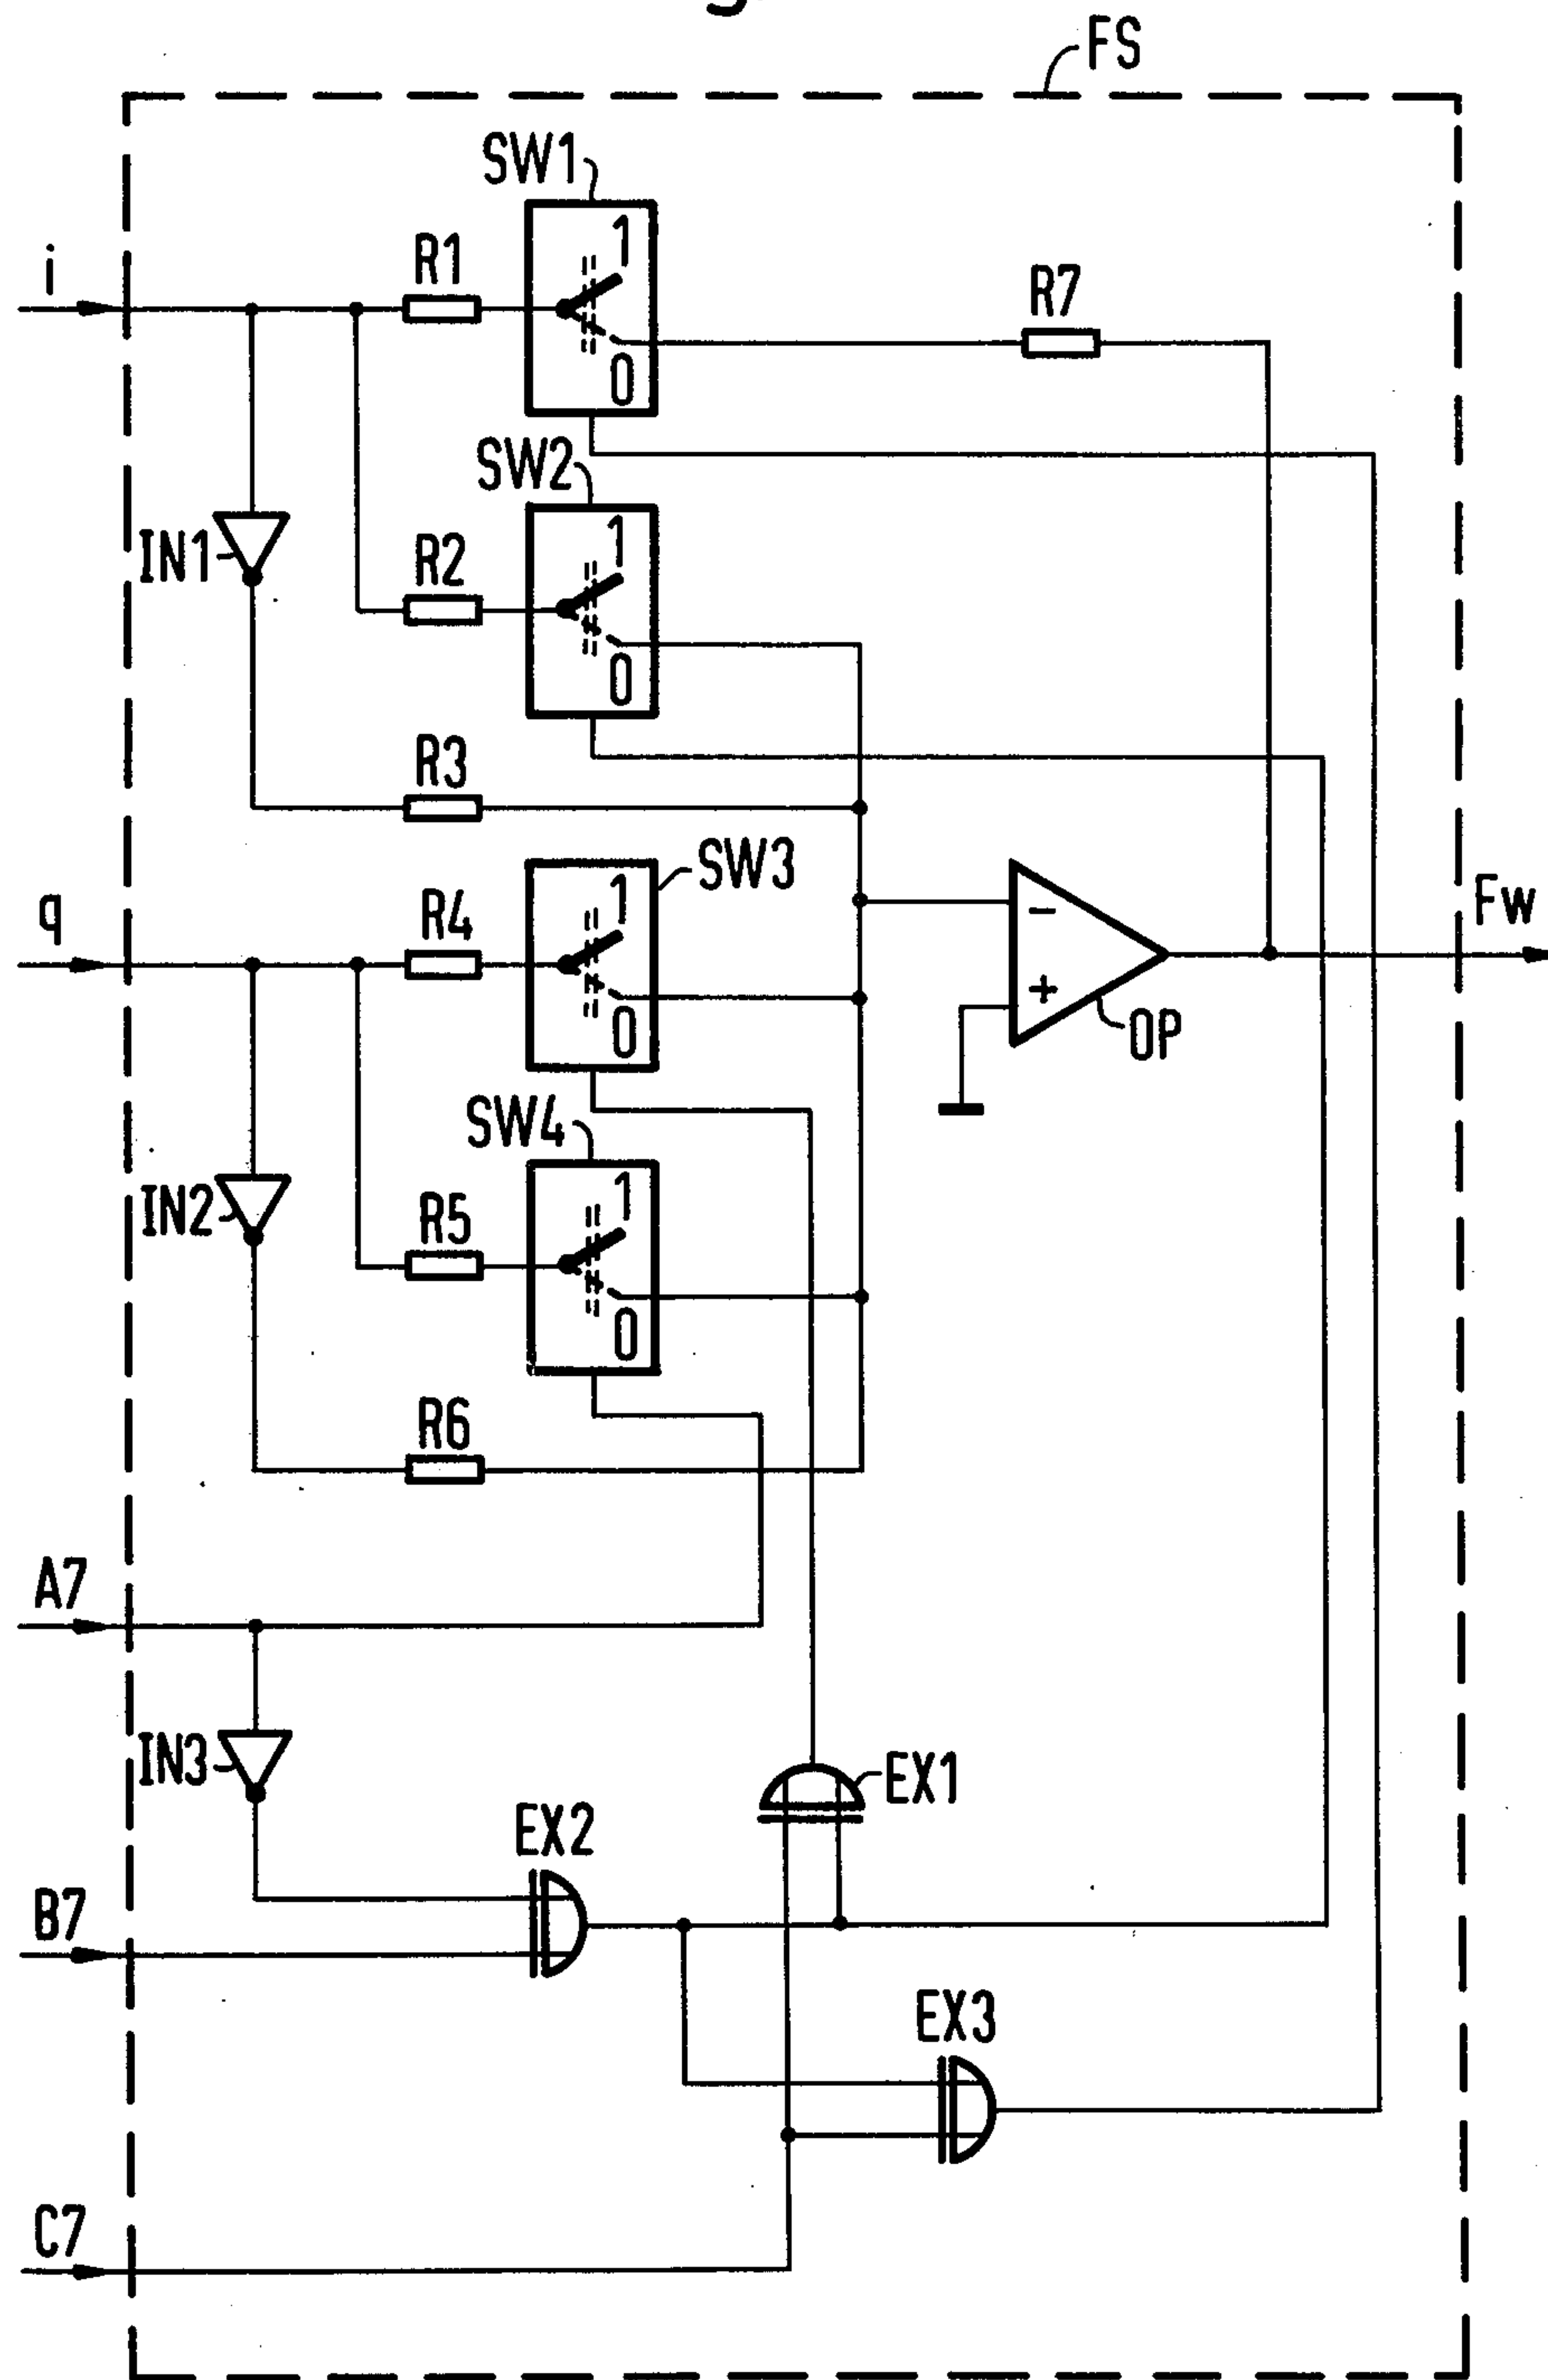 FS
SW1
1
0
i
R1
R7
SW2
1
0
IN1
R2
R3
SW3
1
0
q
R4
Fw
-
+
OP
SW4
1
0
IN2
R5
R6
A7
IN3
EX1
EX2
B7
EX3
C7